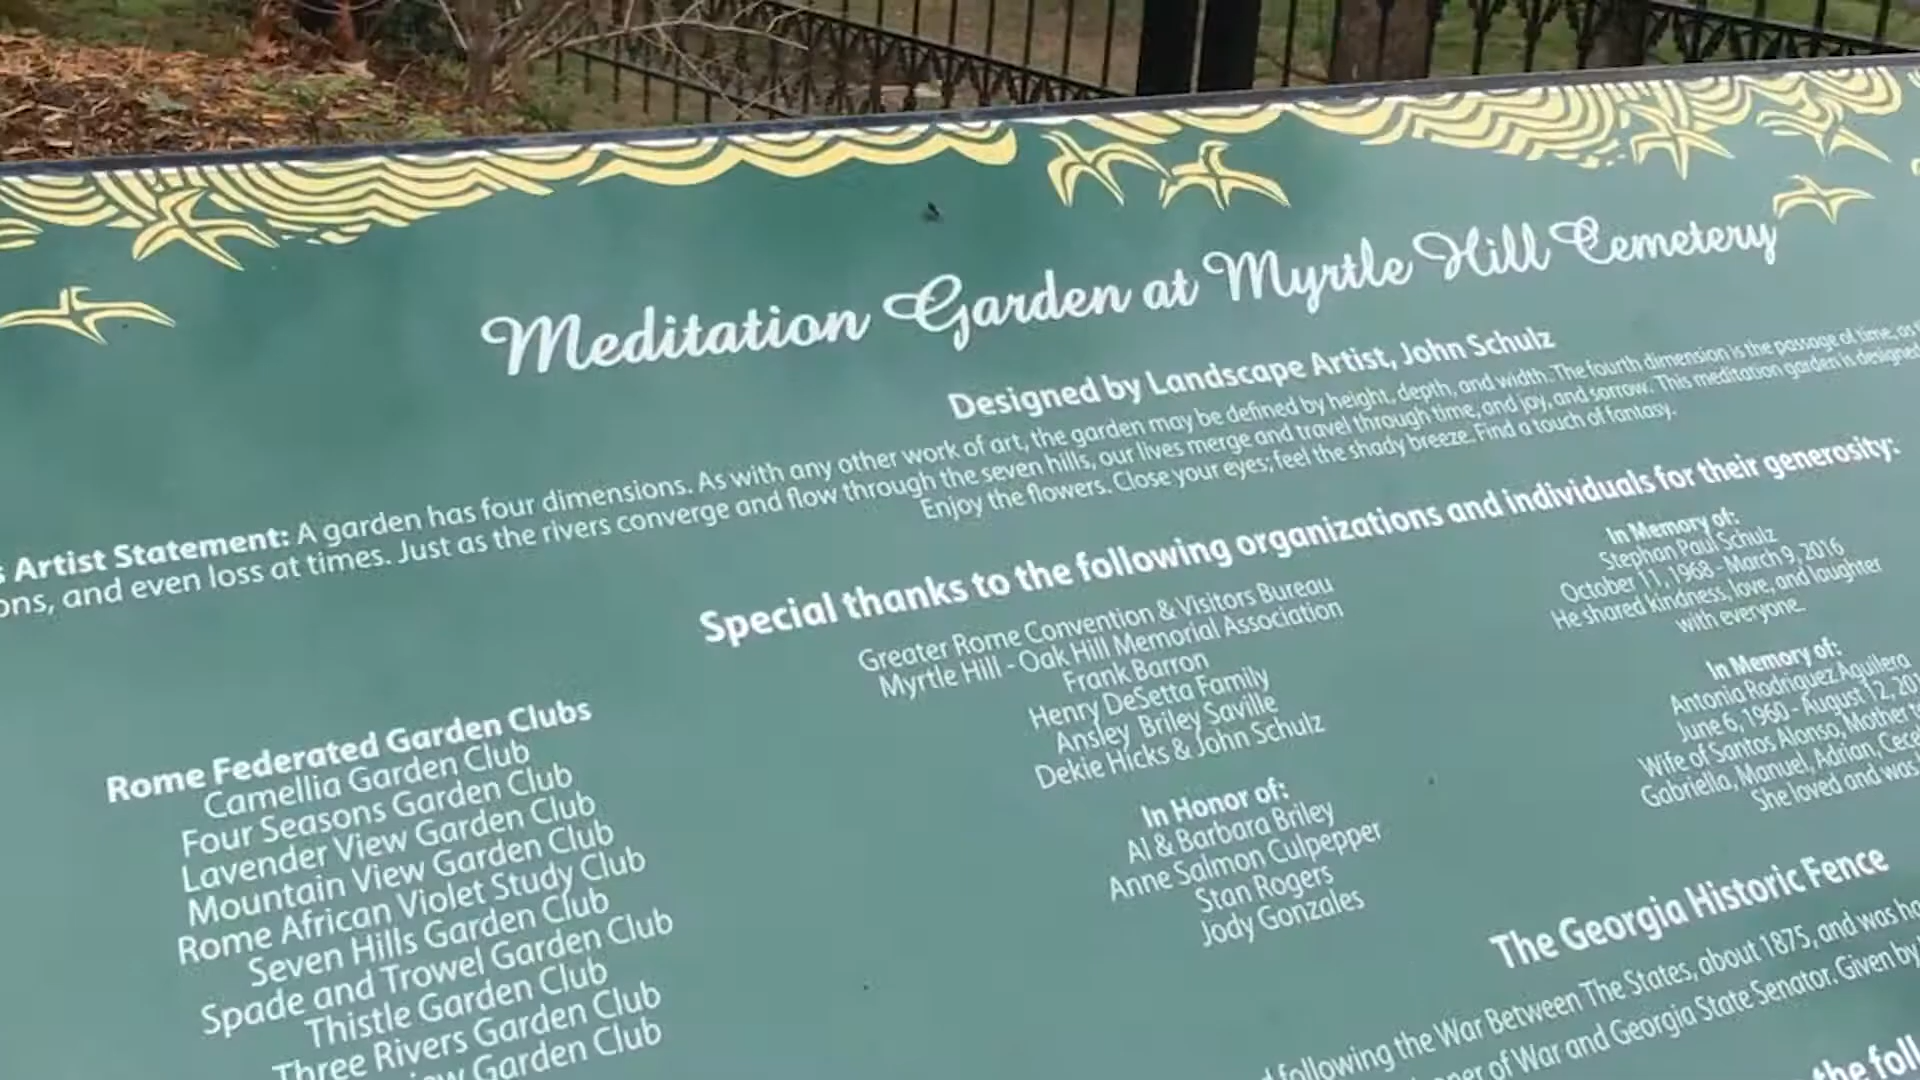 Meditation Garden at Myrtle Hill Cemetery
Designed by Landscape Artist, John Schulz
Artist Statement: A garden has four dimensions. As with any other work of art, the garden may be defined by height, depth, and width. The fourth dimension is the passage of time, as
and even loss at times. Just as the rivers converge and flow through the seven hills, our lives merge and travel through time, and joy, and sorrow. This meditation garden is designed
Enjoy the flowers. Close your eyes; feel the shady breeze. Find a touch of fantasy.
Special thanks to the following organizations and individuals for their generosity:
Rome Federated Garden Clubs
Camellia Garden Club
Four Seasons Garden Club
Lavender View Garden Club
Mountain View Garden Club
Rome African Violet Study Club
Seven Hills Garden Club
Spade and Trowel Garden Club
Thistle Garden Club
Three Rivers Garden Club
Garden Club
Greater Rome Convention & Visitors Bureau
Myrtle Hill - Oak Hill Memorial Association
Frank Barron
Henry DeSetta Family
Ansley Briley Saville
Dekie Hicks & John Schulz
In Honor of:
Al & Barbara Briley
Anne Salmon Culpepper
Stan Rogers
Jody Gonzales
In Memory of:
Stephan Paul Schulz
October 11, 1968 - March 9, 2016
He shared kindness, love, and laughter
with everyone.
In Memory of:
Antonia Rodriguez Aguilera
June 6, 1960 - August 12,
Wife of Santos Alonso, Mother
Gabriella, Manuel, Adrian,
She loved and was
The Georgia Historic Fence
following the War Between The States, about 1875, and was
of War and Georgia State Senator. Given by
the